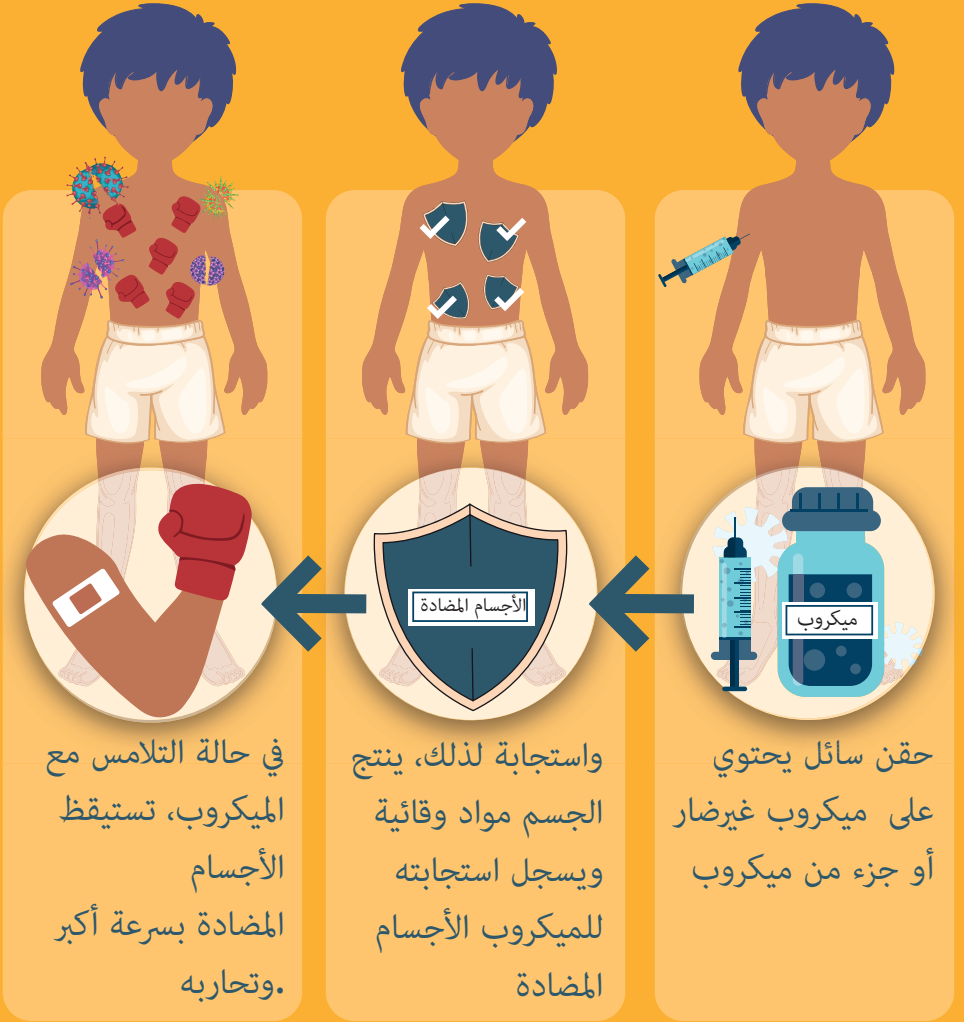 ميكروب
حقن سائل يحتوي
على ميكروب غيرضار
أو جزء من ميكروب
الأجسام المضادة
واستجابة لذلك، ينتج
الجسم مواد وقائية
ويسجل استجابته
للميكروب الأجسام
المضادة
في حالة التلامس مع
الميكروب، تستيقظ
الأجسام
المضادة بسرعة أكبر
.وتحاربه